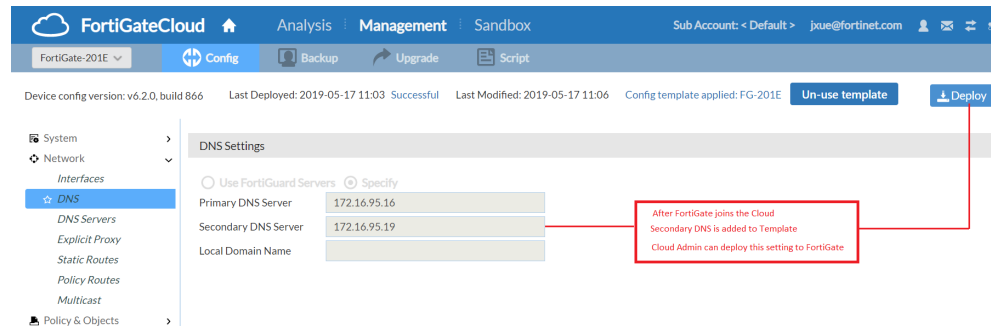 FortiGateCloud Analysis Management Sandbox Sub Account: < Default > jxue@fortinet.com
FortiGate-201E Config Backup Upgrade Script
Device config version: v6.2.0, build 866 Last Deployed: 2019-05-17 11:03 Successful Last Modified: 2019-05-17 11:06 Config template applied: FG-201E Un-use template Deploy
System
Network
Interfaces
DNS
DNS Servers
Explicit Proxy
Static Routes
Policy Routes
Multicast
Policy & Objects
DNS Settings
Use FortiGuard Servers Specify
Primary DNS Server 172.16.95.16
Secondary DNS Server 172.16.95.19
Local Domain Name
After FortiGate joins the Cloud
Secondary DNS is added to Template
Cloud Admin can deploy this setting to FortiGate